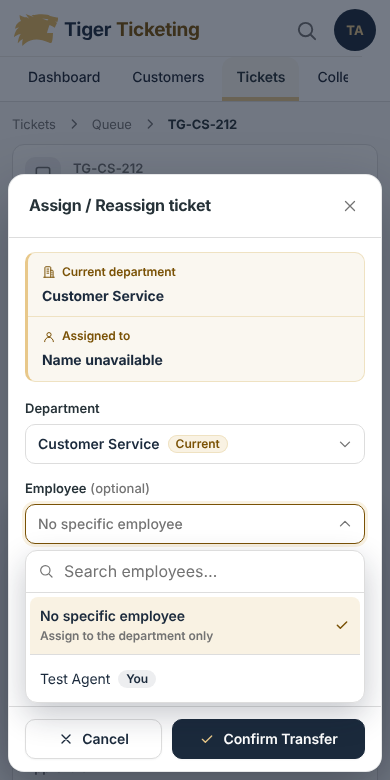 Tiger Ticketing
TA
Dashboard Customers Tickets Colle
Tickets > Queue > TG-CS-212
TG-CS-212
Assign / Reassign ticket
Current department
Customer Service
Assigned to
Name unavailable
Department
Customer Service Current
Employee (optional)
No specific employee
Search employees...
No specific employee
Assign to the department only
Test Agent You
Cancel Confirm Transfer